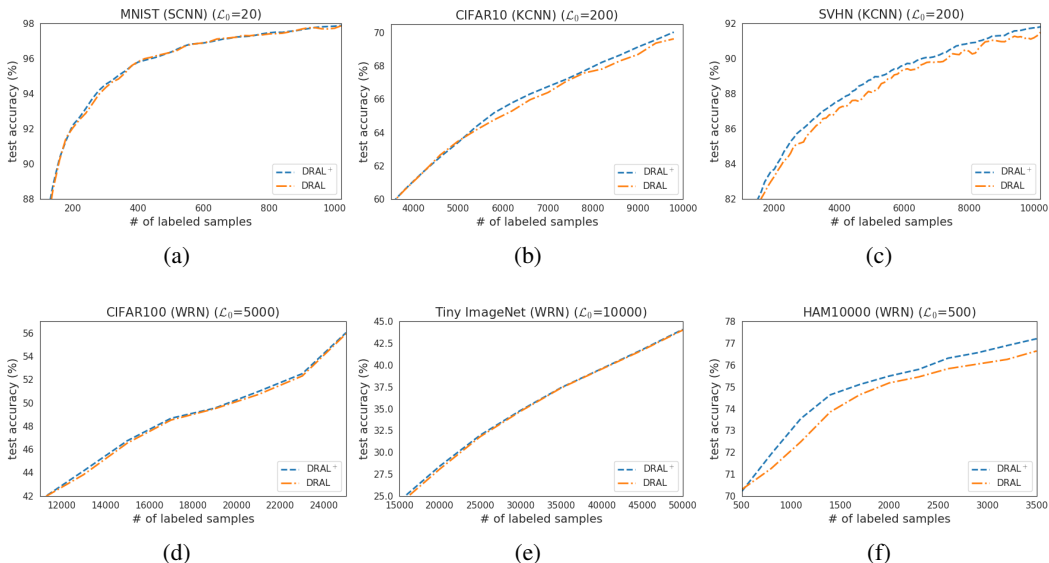 MNIST (SCNN) (ℒ₀=20)
test accuracy (%)
98
96
94
92
90
88
200
400
600
800
1000
# of labeled samples
DRAL⁺
DRAL
(a)
CIFAR10 (KCNN) (ℒ₀=200)
test accuracy (%)
70
68
66
64
62
60
4000
5000
6000
7000
8000
9000
10000
# of labeled samples
DRAL⁺
DRAL
(b)
SVHN (KCNN) (ℒ₀=200)
test accuracy (%)
92
90
88
86
84
82
2000
4000
6000
8000
10000
# of labeled samples
DRAL⁺
DRAL
(c)
CIFAR100 (WRN) (ℒ₀=5000)
test accuracy (%)
56
54
52
50
48
46
44
42
12000
14000
16000
18000
20000
22000
24000
# of labeled samples
DRAL⁺
DRAL
(d)
Tiny ImageNet (WRN) (ℒ₀=10000)
test accuracy (%)
45.0
42.5
40.0
37.5
35.0
32.5
30.0
27.5
25.0
15000
20000
25000
30000
35000
40000
45000
50000
# of labeled samples
DRAL⁺
DRAL
(e)
HAM10000 (WRN) (ℒ₀=500)
test accuracy (%)
78
77
76
75
74
73
72
71
70
500
1000
1500
2000
2500
3000
3500
# of labeled samples
DRAL⁺
DRAL
(f)